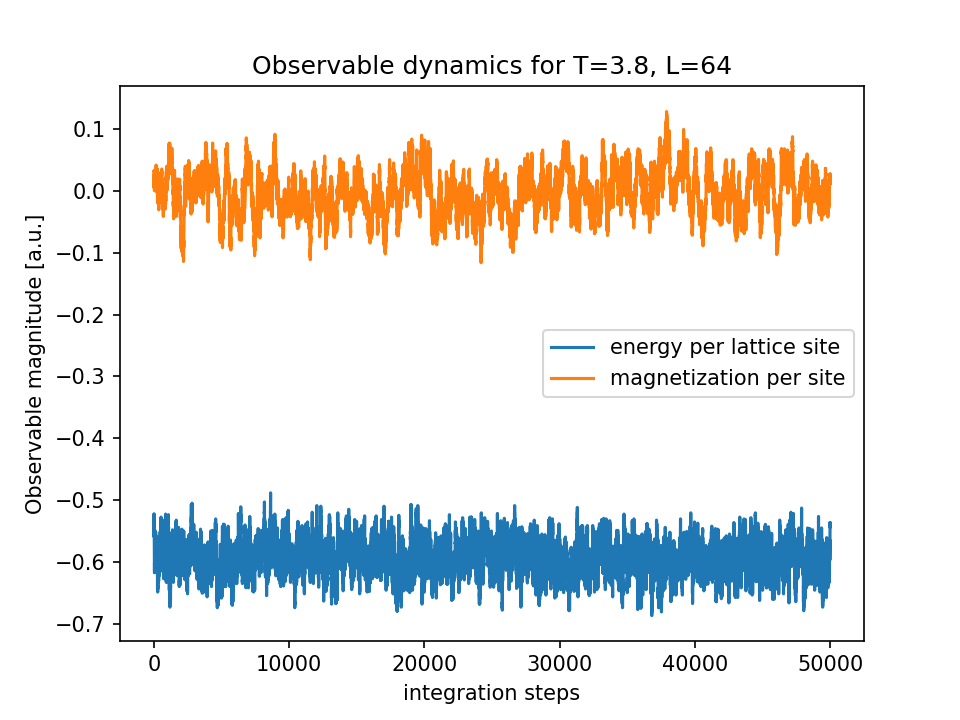 Observable dynamics for T=3.8, L=64
Observable magnitude [a.u.]
0.1
0.0
−0.1
−0.2
−0.3
−0.4
−0.5
−0.6
−0.7
energy per lattice site
magnetization per site
0 10000 20000 30000 40000 50000
integration steps